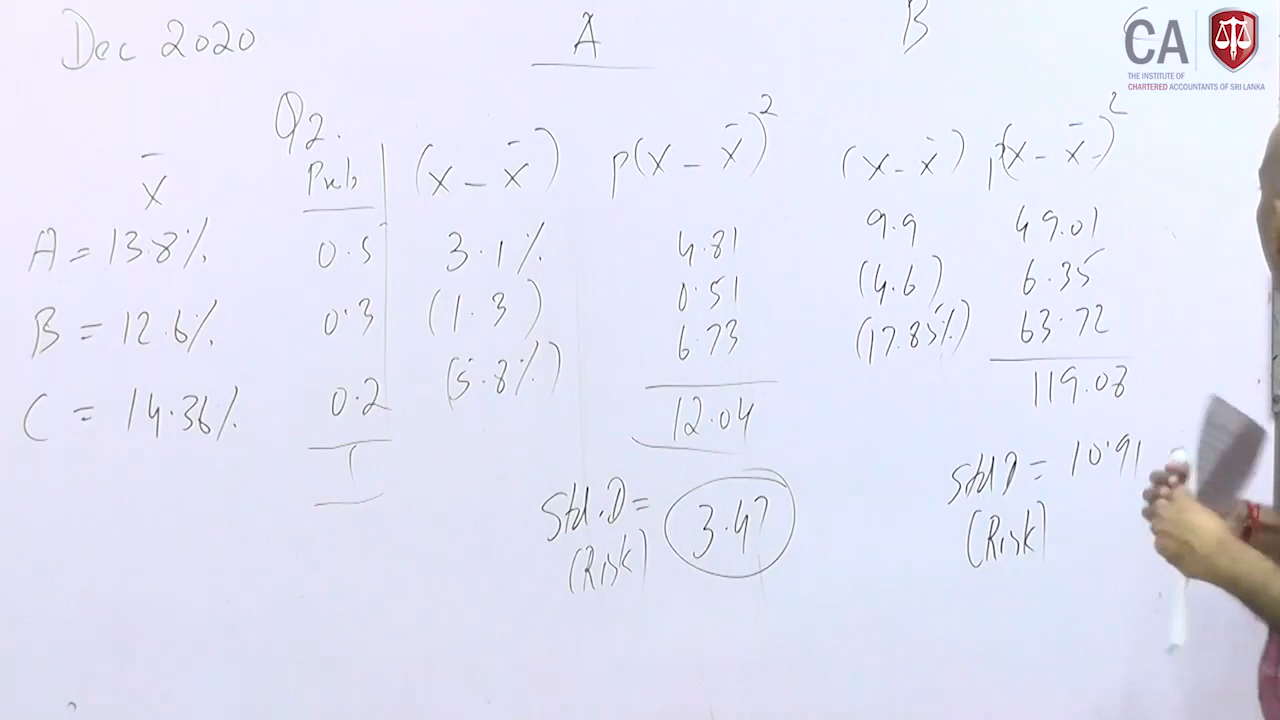 Dec 2020 A B
CA
THE INSTITUTE OF
CHARTERED ACCOUNTANTS OF SRI LANKA
Q2.
x̄ Prob (x - x̄) p(x - x̄)² (x - x̄) p(x - x̄)²
A = 13.8% 0.5 3.1% 4.81 9.9 49.01
B = 12.6% 0.3 (1.3) 0.51 (4.6) 6.35
C = 14.36% 0.2 (5.8%) 6.73 (17.85%) 63.72
1 12.04 119.08
Std.D = 3.47 Std D = 10.91
(Risk) (Risk)